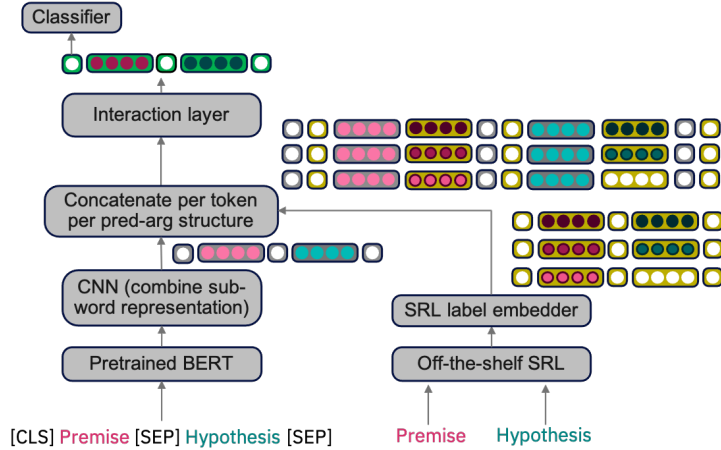 Classifier
Interaction layer
Concatenate per token
per pred-arg structure
CNN (combine sub-
word representation)
SRL label embedder
Pretrained BERT
Off-the-shelf SRL
[CLS] Premise [SEP] Hypothesis [SEP]
Premise
Hypothesis